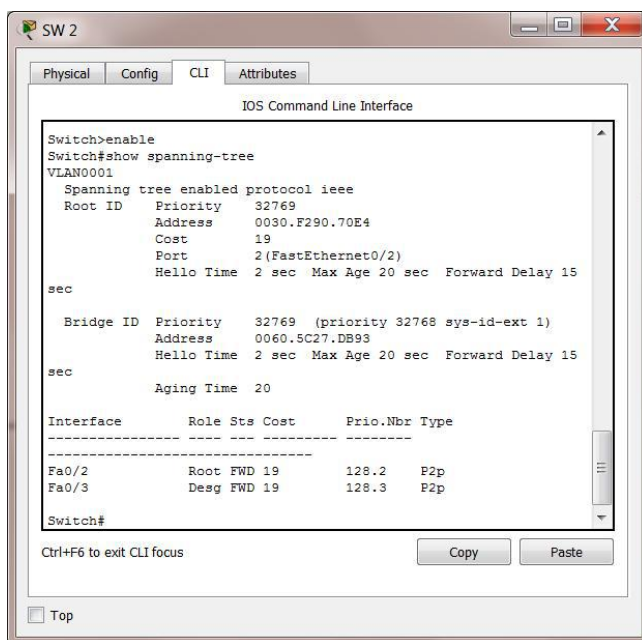 SW 2
Physical Config CLI Attributes
IOS Command Line Interface
Switch>enable
Switch#show spanning-tree
VLAN0001
Spanning tree enabled protocol ieee
Root ID Priority 32769
Address 0030.F290.70E4
Cost 19
Port 2(FastEthernet0/2)
Hello Time 2 sec Max Age 20 sec Forward Delay 15
sec
Bridge ID Priority 32769 (priority 32768 sys-id-ext 1)
Address 0060.5C27.DB93
Hello Time 2 sec Max Age 20 sec Forward Delay 15
sec
Aging Time 20
Interface Role Sts Cost Prio.Nbr Type
---------------- ---- --- --------- --------
--------------------------------
Fa0/2 Root FWD 19 128.2 P2p
Fa0/3 Desg FWD 19 128.3 P2p
Switch#
Ctrl+F6 to exit CLI focus Copy Paste
Top